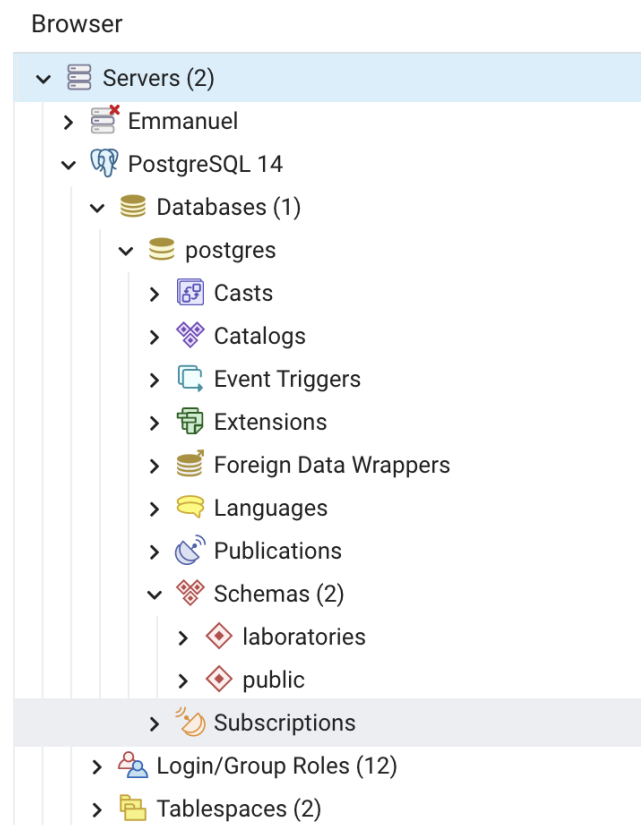 Browser
Servers (2)
Emmanuel
PostgreSQL 14
Databases (1)
postgres
Casts
Catalogs
Event Triggers
Extensions
Foreign Data Wrappers
Languages
Publications
Schemas (2)
laboratories
public
Subscriptions
Login/Group Roles (12)
Tablespaces (2)